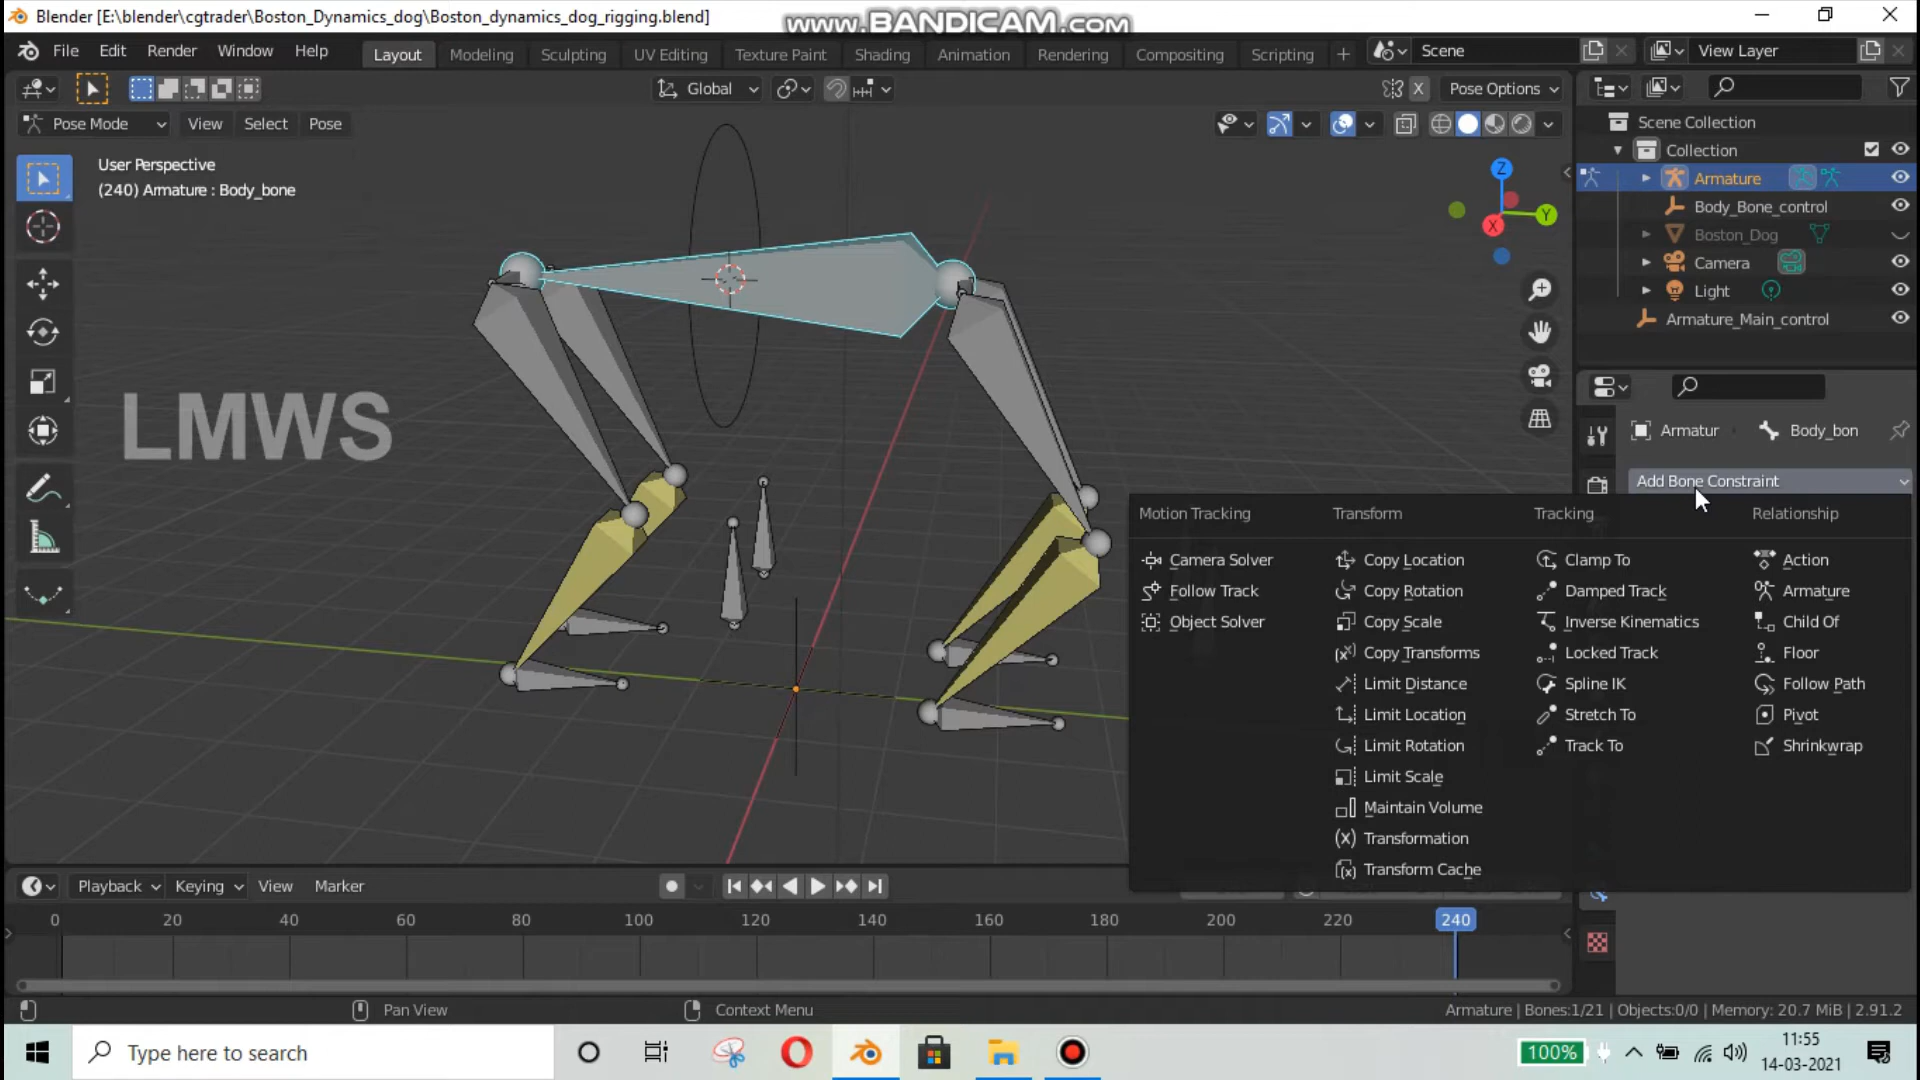 Blender [E:\blender\cgtrader\Boston_Dynamics_dog\Boston_dynamics_dog_rigging.blend]
www.BANDICAM.com
File Edit Render Window Help
Layout Modeling Sculpting UV Editing Texture Paint Shading Animation Rendering Compositing Scripting +
Scene
View Layer
Global
X
Pose Options
Pose Mode View Select Pose
User Perspective
(240) Armature : Body_bone
Z
Y
X
LMWS
Scene Collection
Collection
Armature
Body_Bone_control
Boston_Dog
Camera
Light
Armature_Main_control
Armatur
Body_bon
Add Bone Constraint
Motion Tracking
Camera Solver
Follow Track
Object Solver
Transform
Copy Location
Copy Rotation
Copy Scale
Copy Transforms
Limit Distance
Limit Location
Limit Rotation
Limit Scale
Maintain Volume
Transformation
Transform Cache
Tracking
Clamp To
Damped Track
Inverse Kinematics
Locked Track
Spline IK
Stretch To
Track To
Relationship
Action
Armature
Child Of
Floor
Follow Path
Pivot
Shrinkwrap
Playback Keying View Marker
0 20 40 60 80 100 120 140 160 180 200 220 240
Pan View
Context Menu
Armature | Bones:1/21 | Objects:0/0 | Memory: 20.7 MiB | 2.91.2
Type here to search
100%
11:55
14-03-2021